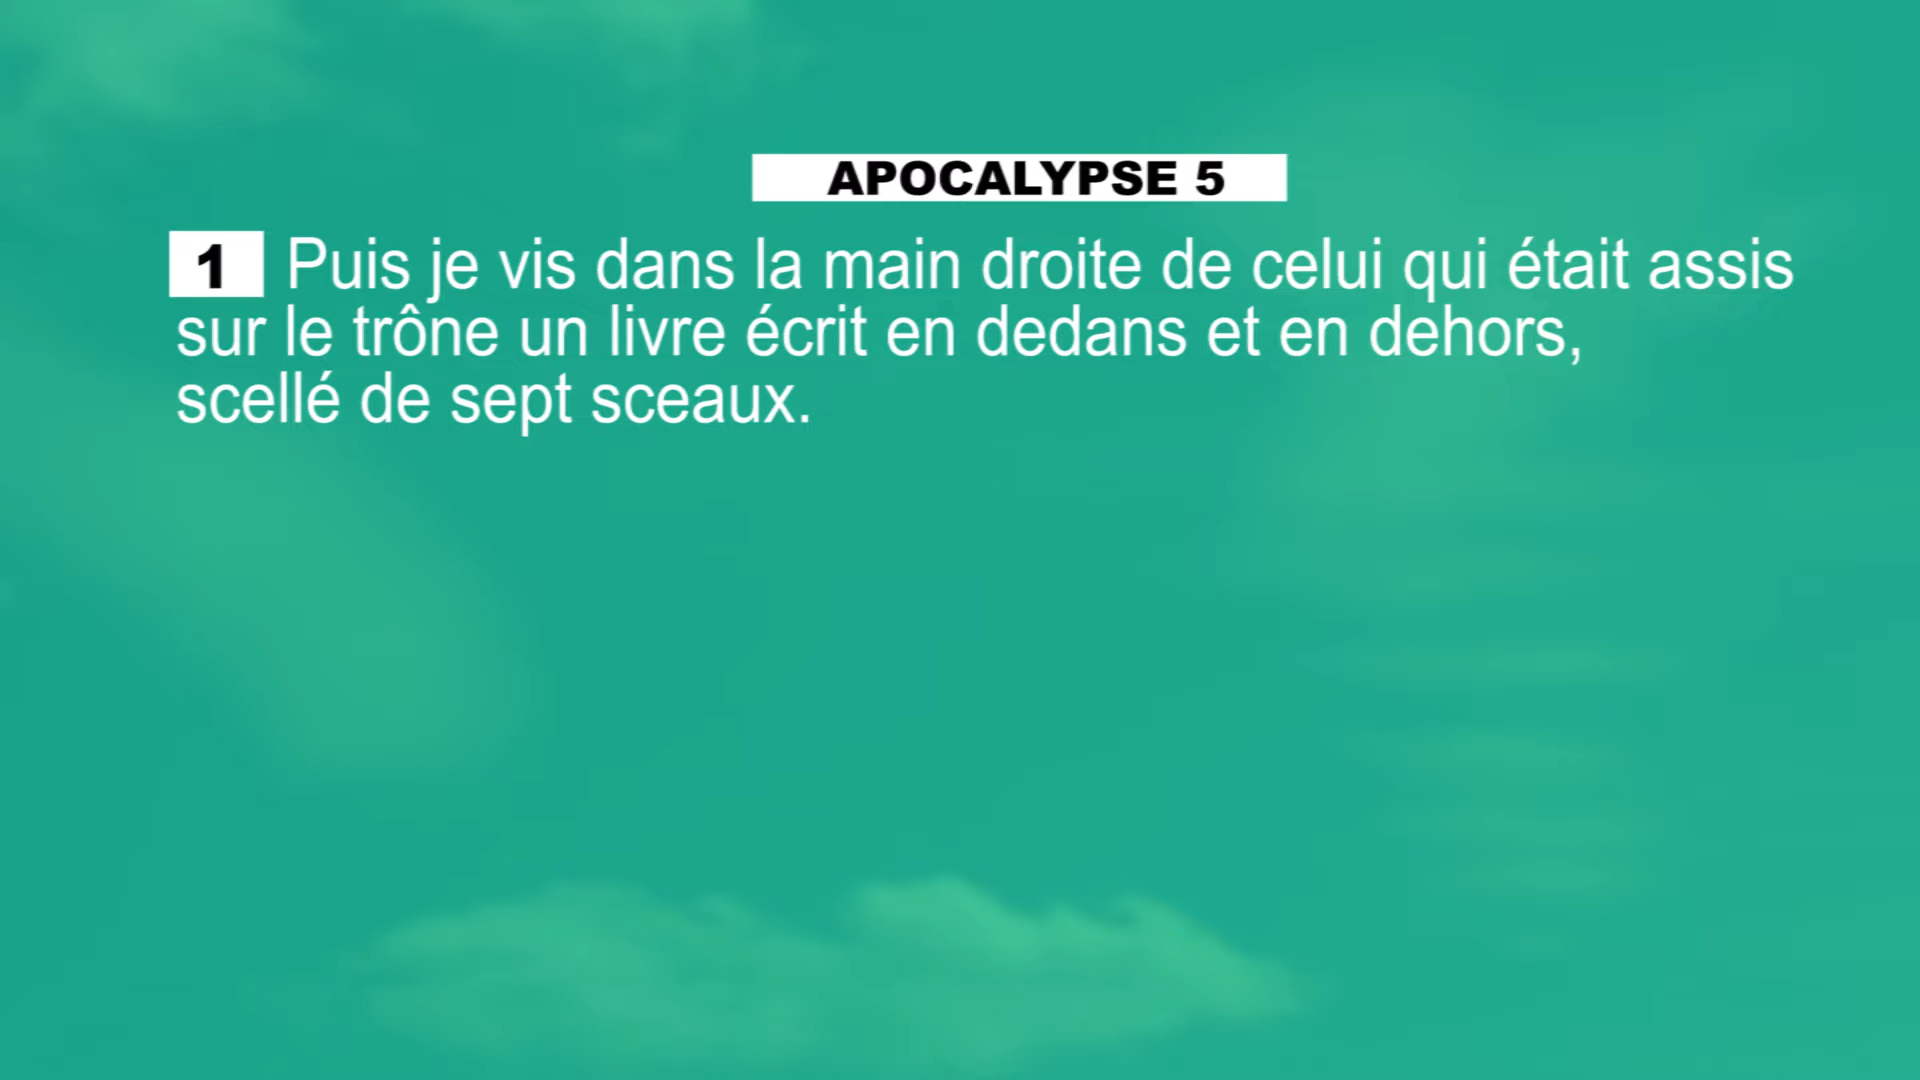 APOCALYPSE 5
1 Puis je vis dans la main droite de celui qui était assis
sur le trône un livre écrit en dedans et en dehors,
scellé de sept sceaux.